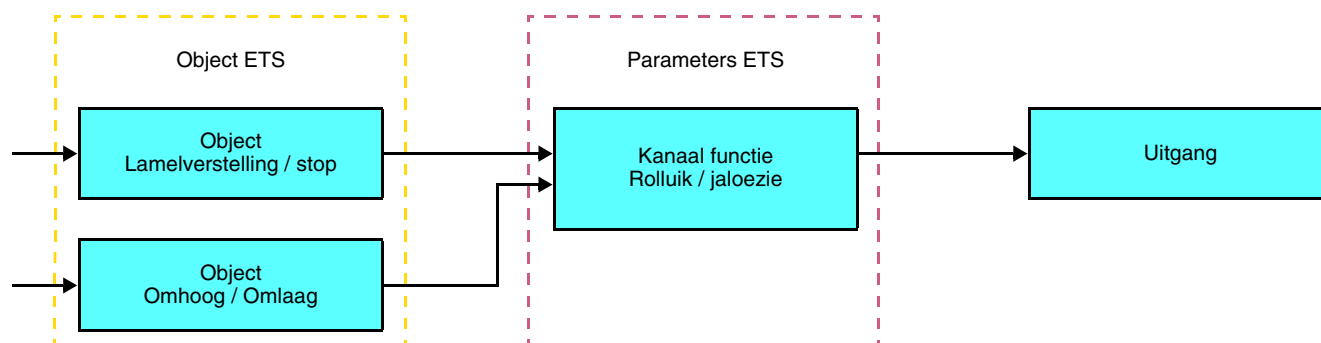 Object ETS
Parameters ETS
Object
Lamelverstelling / stop
Kanaal functie
Rolluik / jaloezie
Uitgang
Object
Omhoog / Omlaag